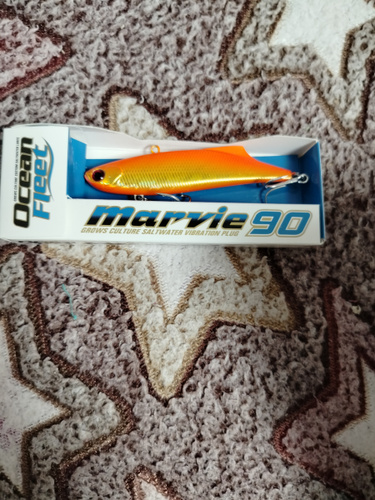 Ocean
Fleet
marvie 90
GROWS CULTURE SALTWATER VIBRATION PLUG